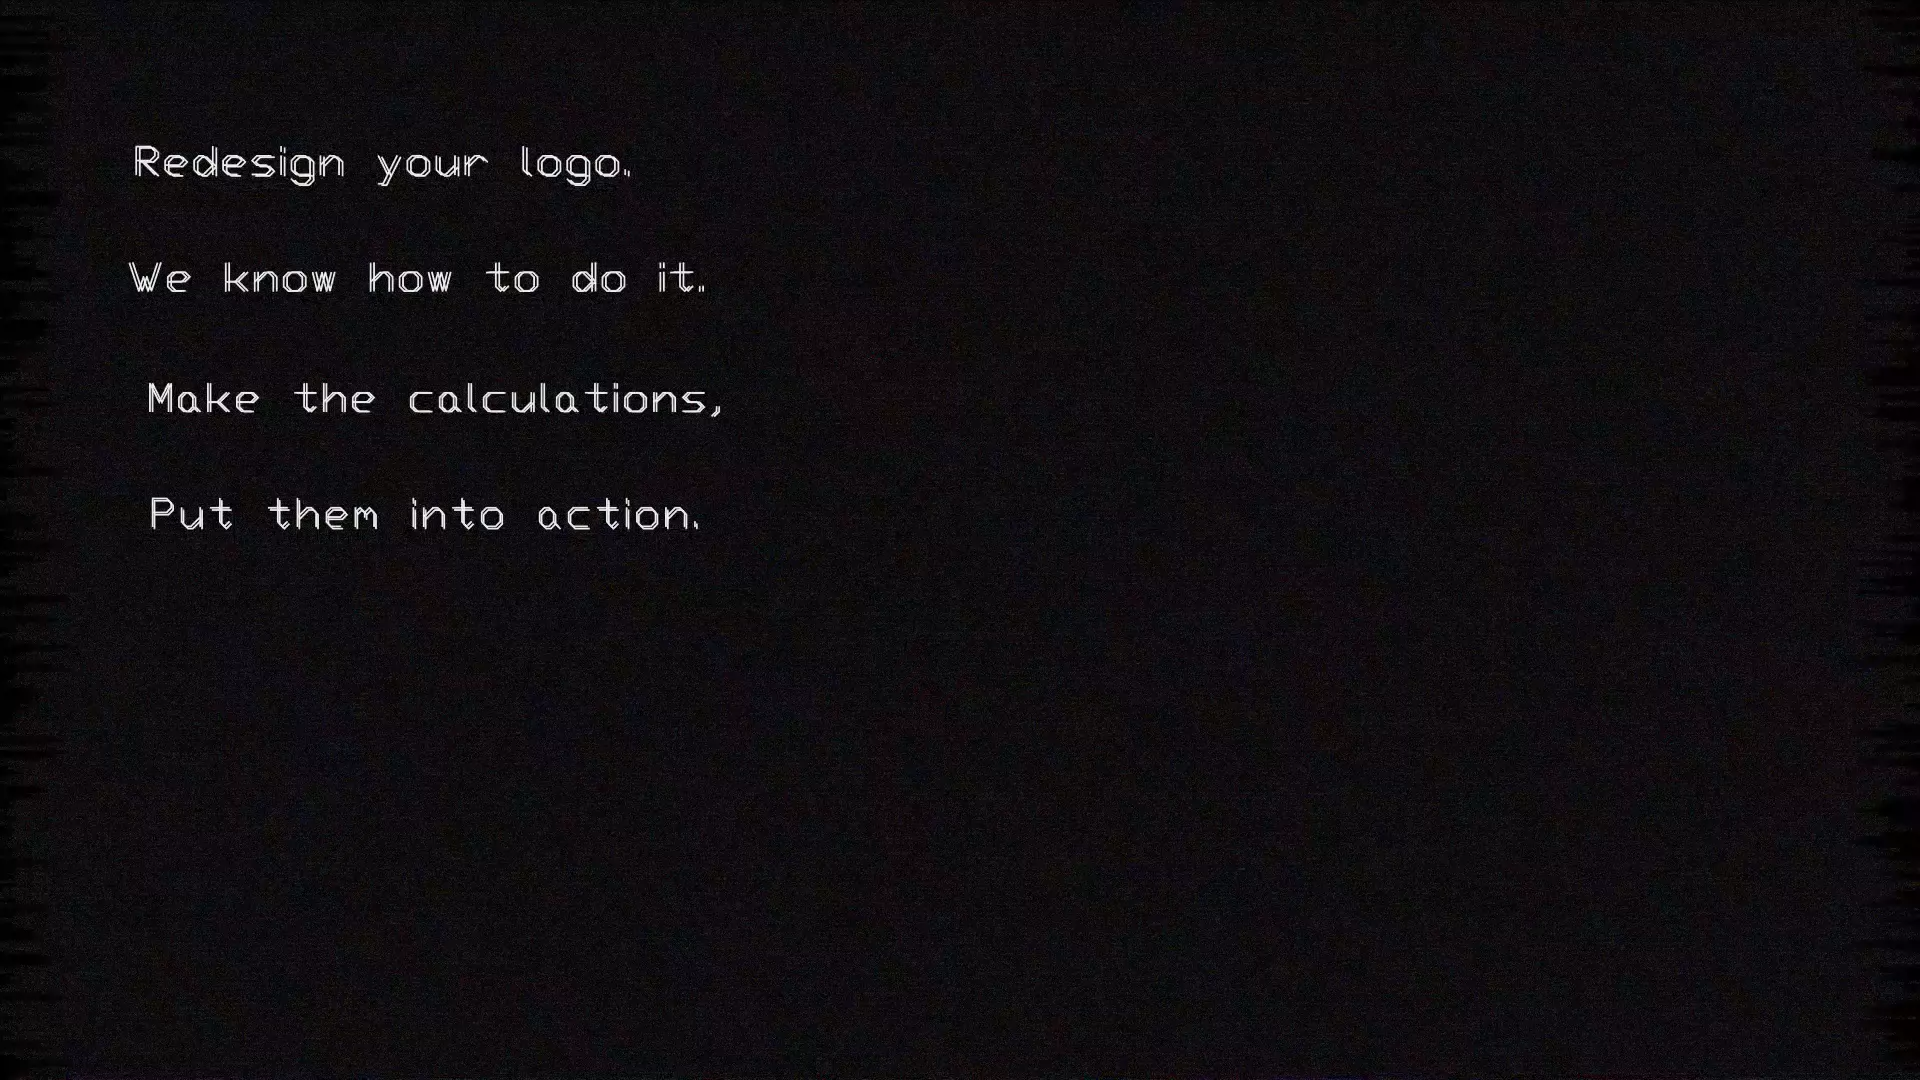 Redesign your logo.
We know how to do it.
Make the calculations,
Put them into action.